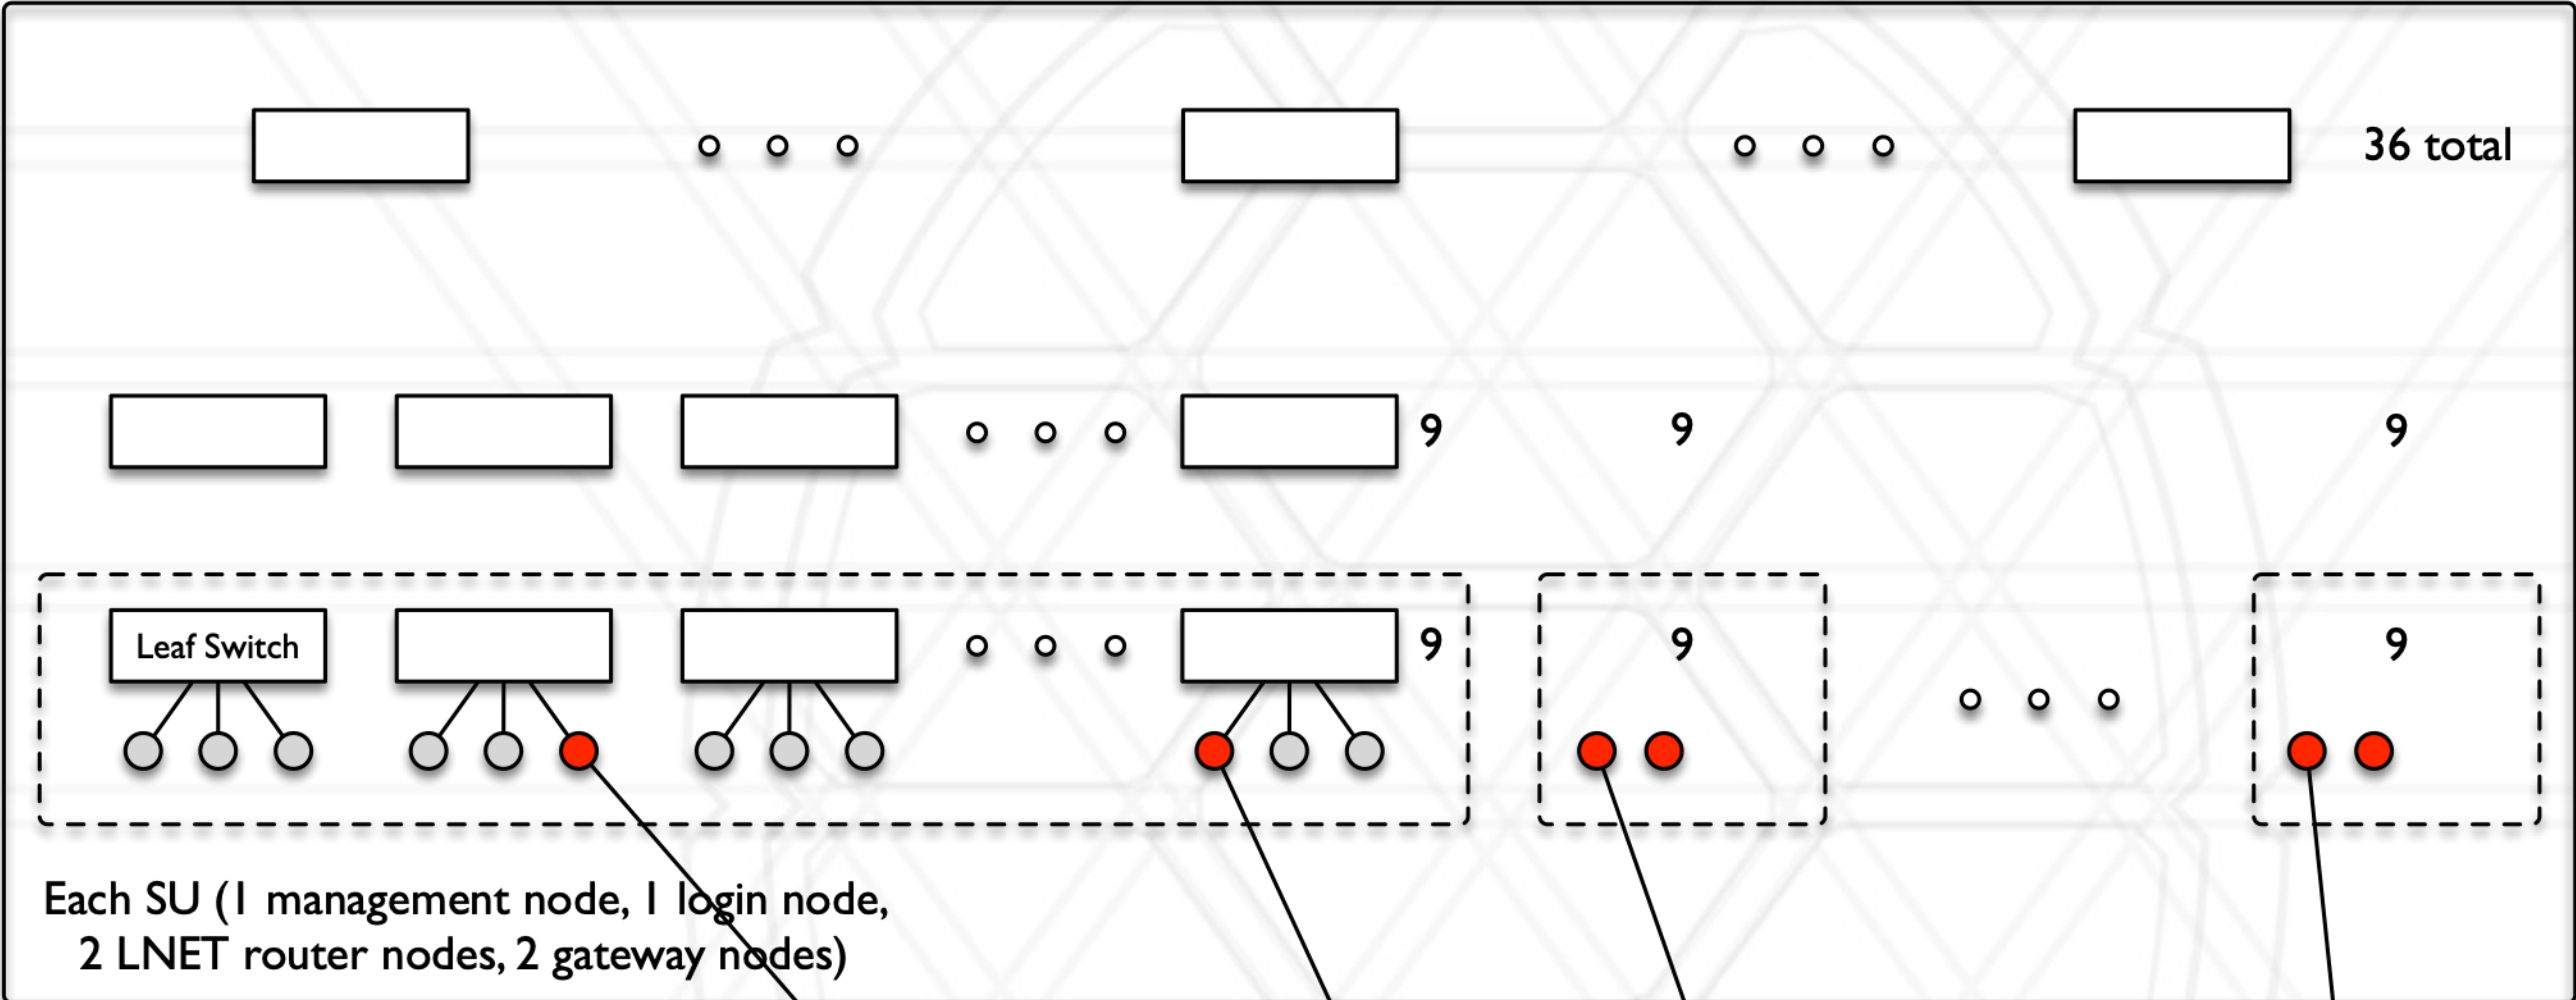 36 total
9
9
9
Leaf Switch
9
9
9
Each SU (1 management node, 1 login node,
2 LNET router nodes, 2 gateway nodes)